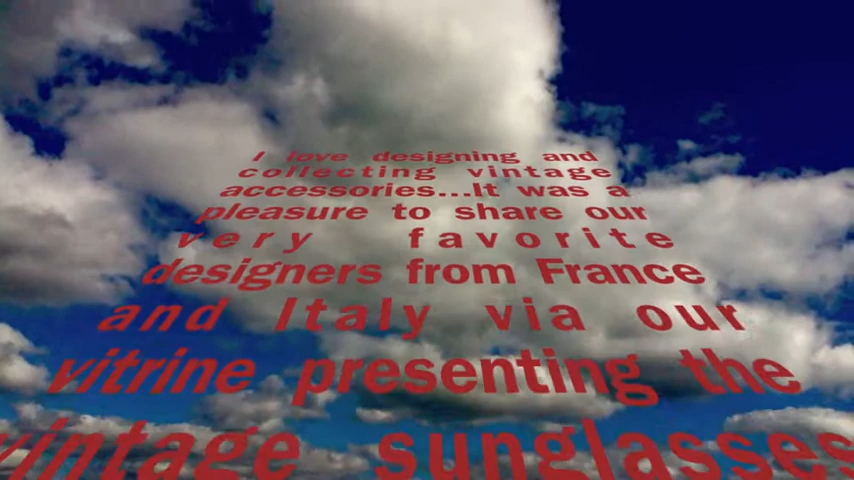 I love designing and
collecting vintage
accessories...It was a
pleasure to share our
very favorite
designers from France
and Italy via our
vitrine presenting the
vintage sunglasses